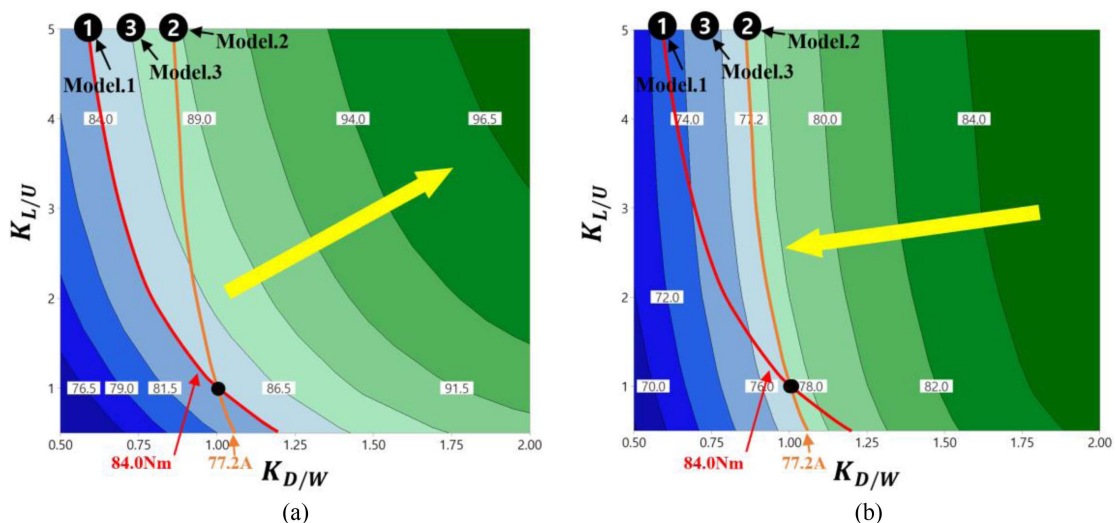 1 3 2
Model.2
Model.3
Model.1
5
4
3
2
1
84.0 89.0 94.0 96.5
76.5 79.0 81.5 86.5 91.5
0.50 0.75 1.00 1.25 1.50 1.75 2.00
84.0Nm 77.2A
K_{L/U}
K_{D/W}
(a)
1 3 2
Model.2
Model.3
Model.1
5
4
3
2
1
74.0 77.2 80.0 84.0
72.0
70.0 76.0 78.0 82.0
0.50 0.75 1.00 1.25 1.50 1.75 2.00
84.0Nm 77.2A
K_{L/U}
K_{D/W}
(b)